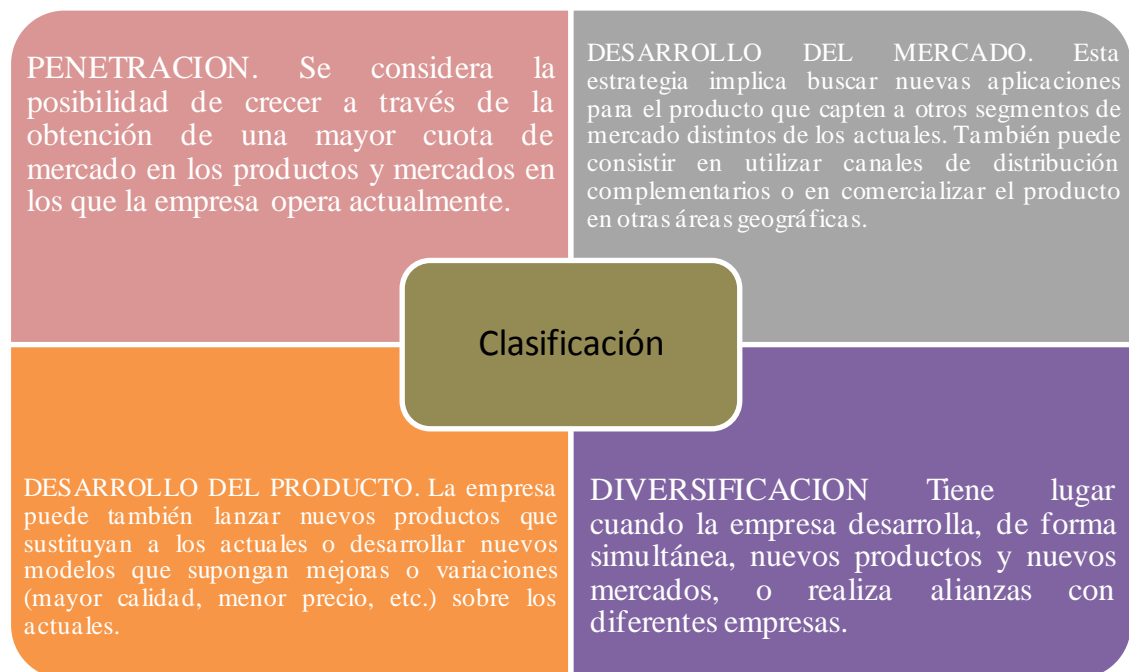 PENETRACION. Se considera la
posibilidad de crecer a través de la
obtención de una mayor cuota de
mercado en los productos y mercados en
los que la empresa opera actualmente.
DESARROLLO DEL MERCADO. Esta
estrategia implica buscar nuevas aplicaciones
para el producto que capten a otros segmentos de
mercado distintos de los actuales. También puede
consistir en utilizar canales de distribución
complementarios o en comercializar el producto
en otras áreas geográficas.
Clasificación
DESARROLLO DEL PRODUCTO. La empresa
puede también lanzar nuevos productos que
sustituyan a los actuales o desarrollar nuevos
modelos que supongan mejoras o variaciones
(mayor calidad, menor precio, etc.) sobre los
actuales.
DIVERSIFICACION Tiene lugar
cuando la empresa desarrolla, de forma
simultánea, nuevos productos y nuevos
mercados, o realiza alianzas con
diferentes empresas.